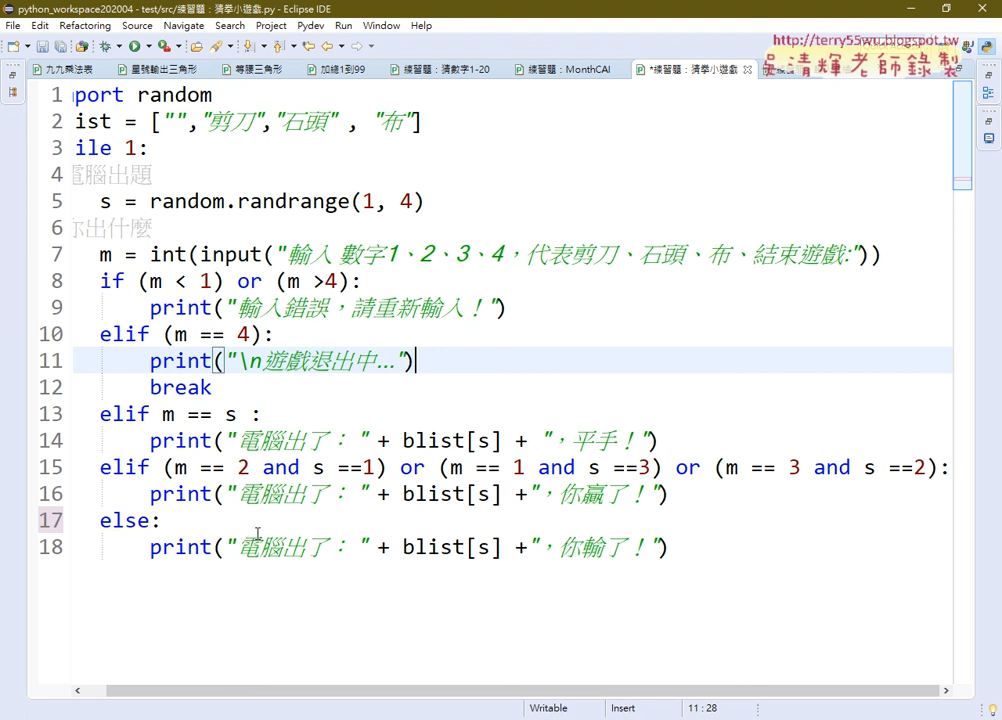 python_workspace202004 - test/src/練習題：猜拳小遊戲.py - Eclipse IDE
File Edit Refactoring Source Navigate Search Project Pydev Run Window Help
http://terry55wu.blogspot.tw
吳清輝老師錄製
九九乘法表 星號輸出三角形 等腰三角形 加總1到99 練習題：猜數字1-20 練習題：MonthCAl *練習題：猜拳小遊戲
1 port random
2 ist = ["","剪刀","石頭" , "布"]
3 ile 1:
4 電腦出題
5 s = random.randrange(1, 4)
6 你出什麼
7 m = int(input("輸入 數字1、2、3、4，代表剪刀、石頭、布、結束遊戲:"))
8 if (m < 1) or (m >4):
9 print("輸入錯誤，請重新輸入！")
10 elif (m == 4):
11 print("\n遊戲退出中...")
12 break
13 elif m == s :
14 print("電腦出了： " + blist[s] + "，平手！")
15 elif (m == 2 and s ==1) or (m == 1 and s ==3) or (m == 3 and s ==2):
16 print("電腦出了： " + blist[s] +"，你贏了！")
17 else:
18 print("電腦出了： " + blist[s] +"，你輸了！")
Writable Insert 11 : 28